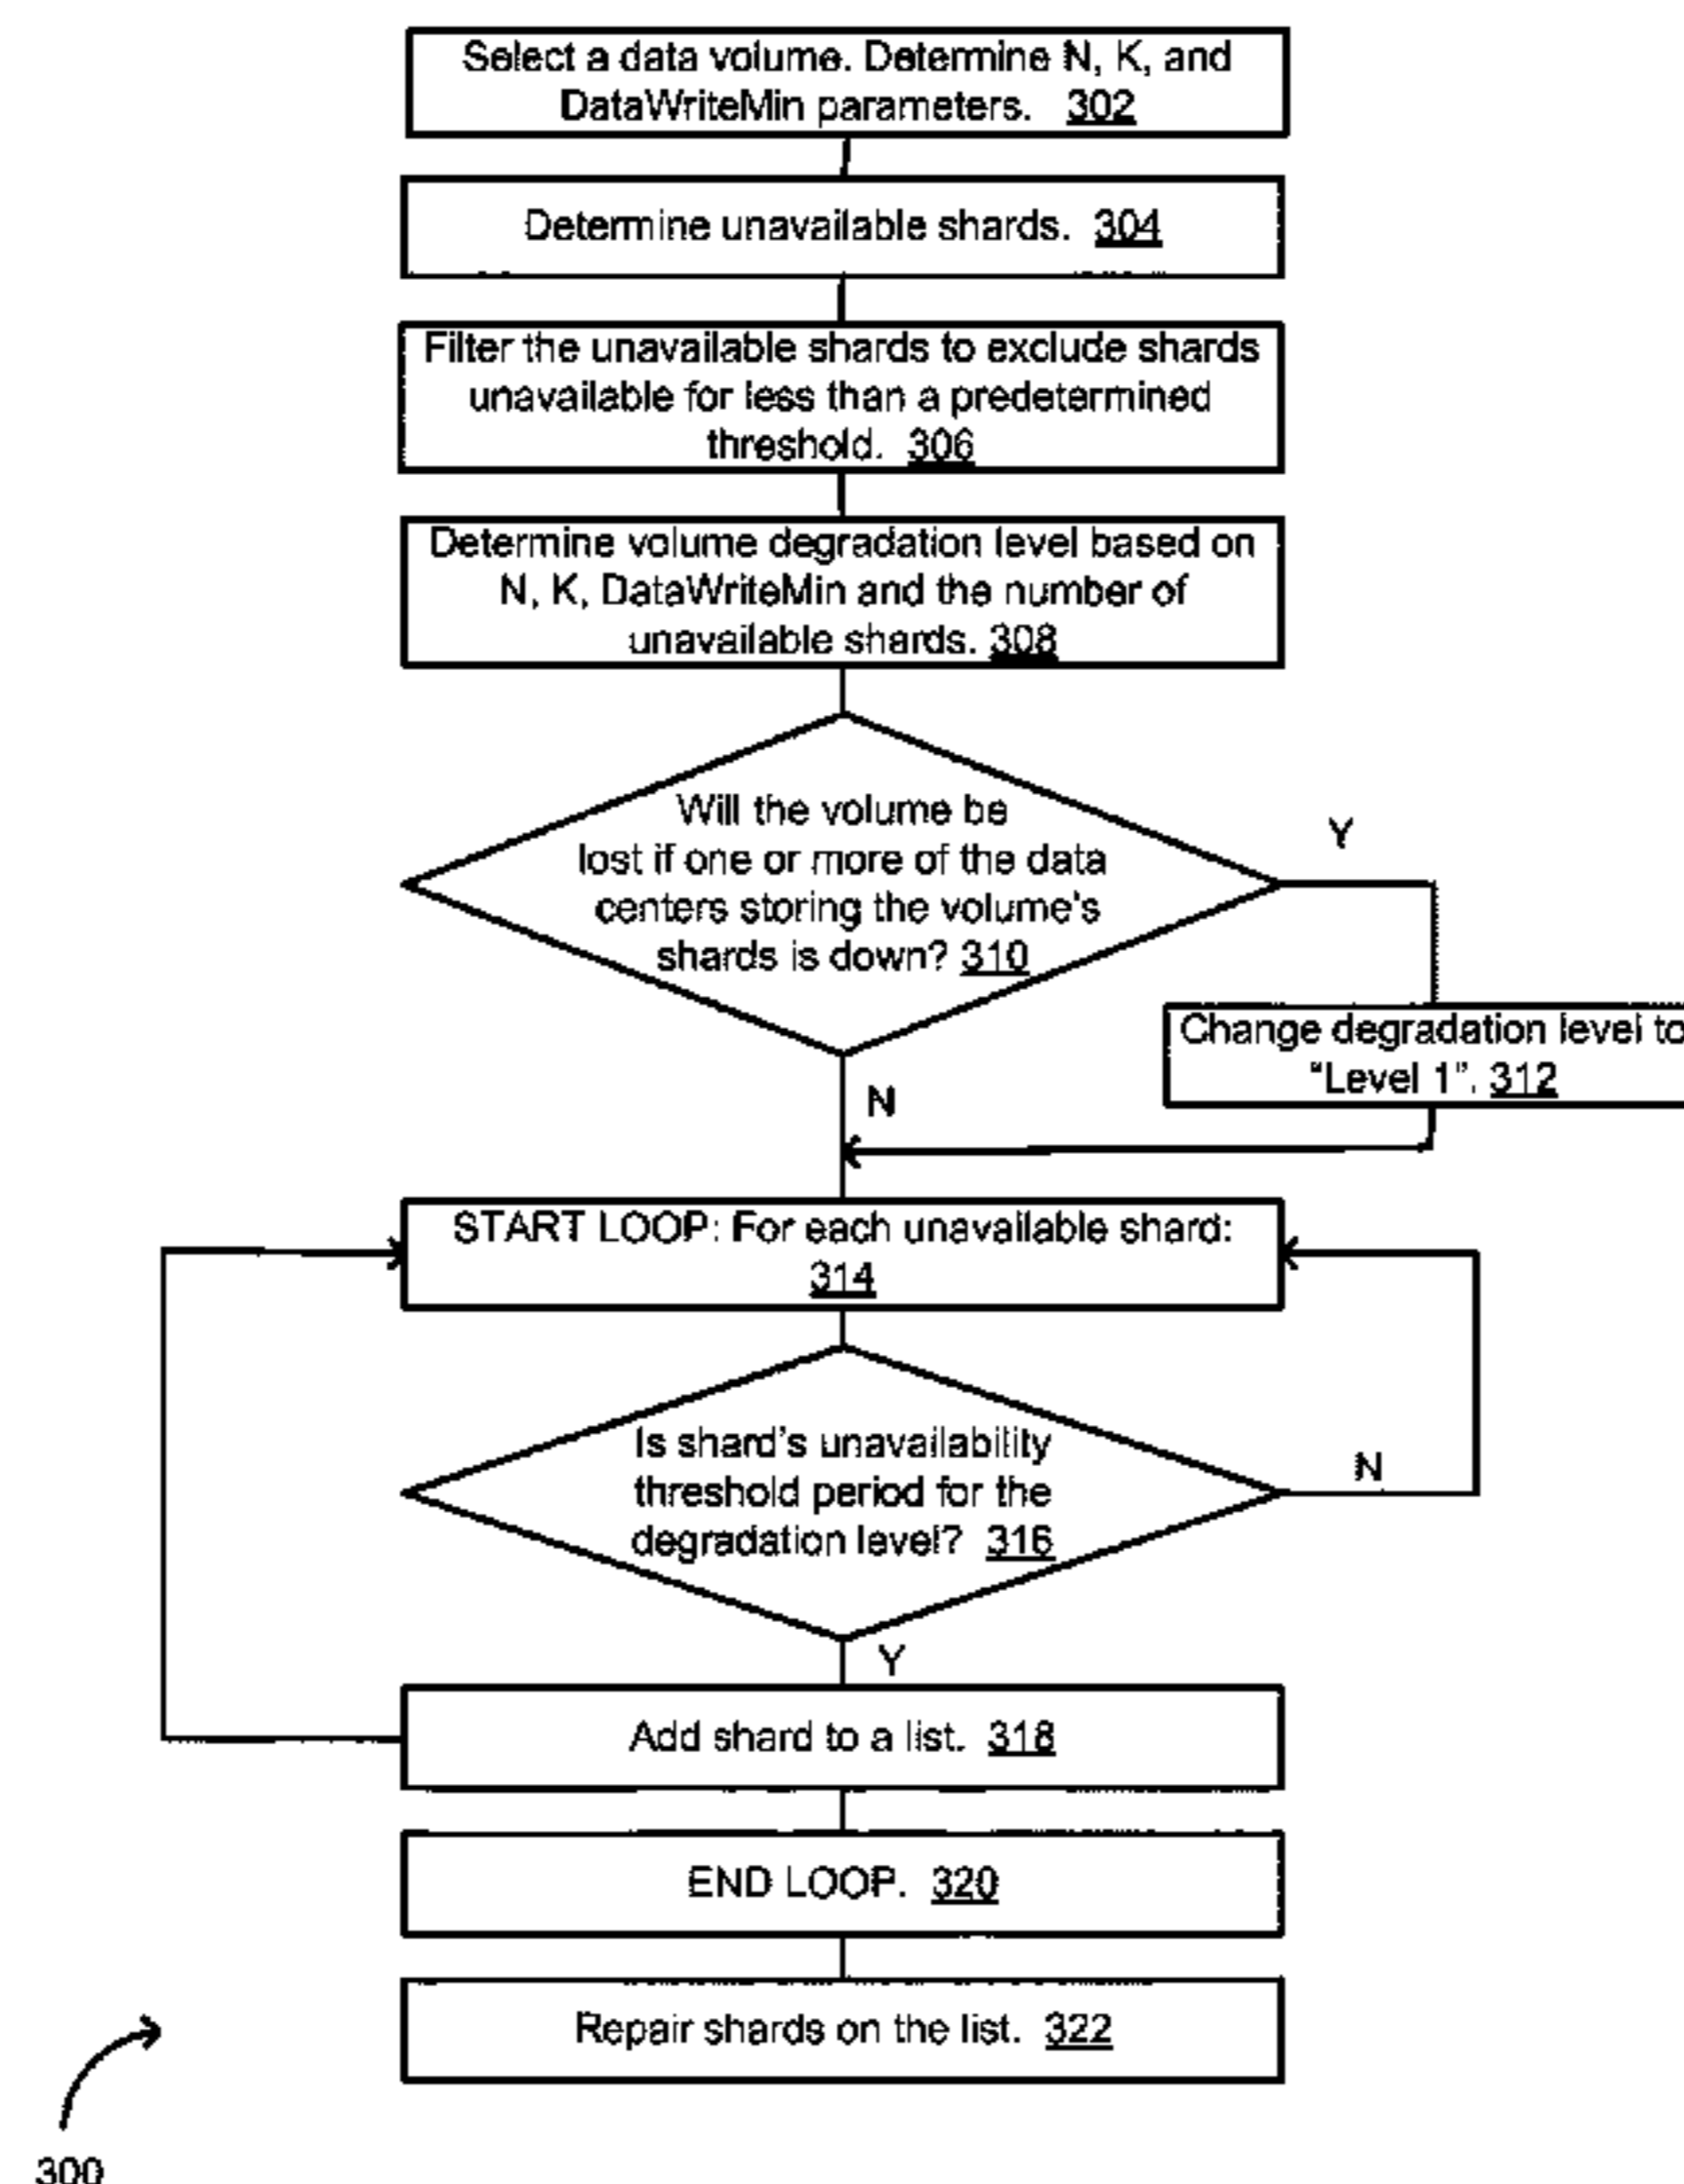 Select a data volume. Determine N, K, and
DataWriteMin parameters. 302
Determine unavailable shards. 304
Filter the unavailable shards to exclude shards
unavailable for less than a predetermined
threshold. 306
Determine volume degradation level based on
N, K, DataWriteMin and the number of
unavailable shards. 308
Will the volume be
lost if one or more of the data
centers storing the volume's
shards is down? 310
Y
Change degradation level to
"Level 1". 312
N
START LOOP: For each unavailable shard:
314
Is shard's unavailability
threshold period for the
degradation level? 316
N
Y
Add shard to a list. 318
END LOOP. 320
Repair shards on the list. 322
300